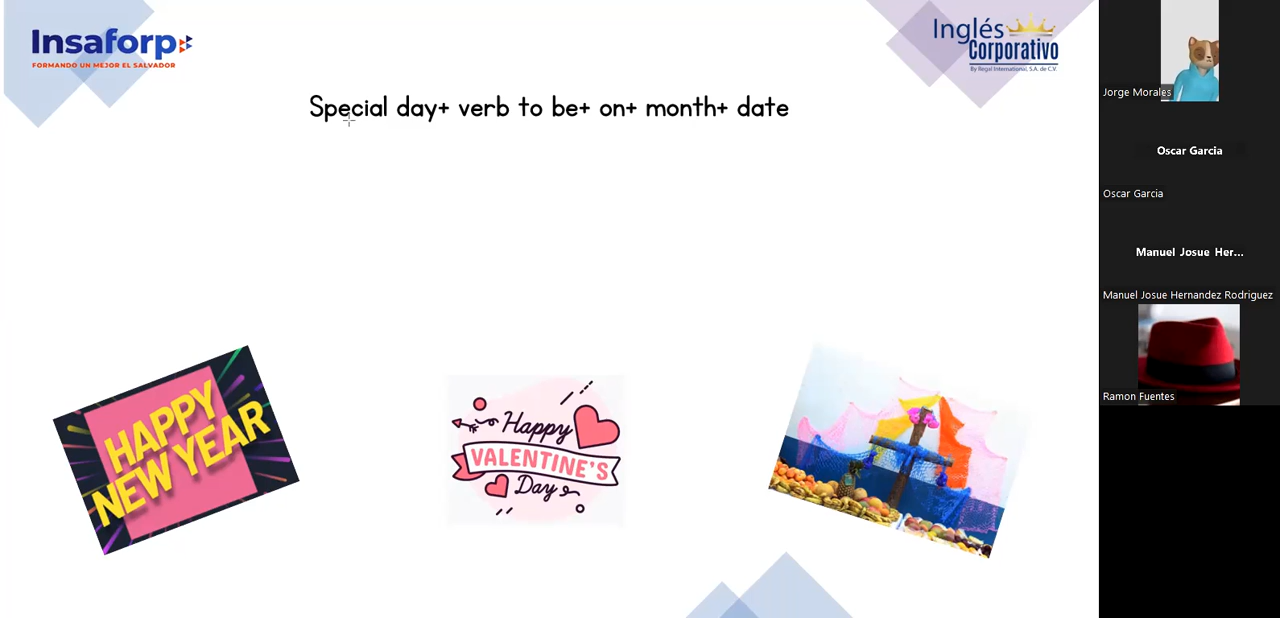 Insaforp
FORMANDO UN MEJOR EL SALVADOR
Inglés
Corporativo
By Regal International, S.A. de C.V.
Special day+ verb to be+ on+ month+ date
HAPPY
NEW YEAR
Happy
VALENTINE'S
Day
Jorge Morales
Oscar Garcia
Oscar Garcia
Manuel Josue Her...
Manuel Josue Hernandez Rodriguez
Ramon Fuentes